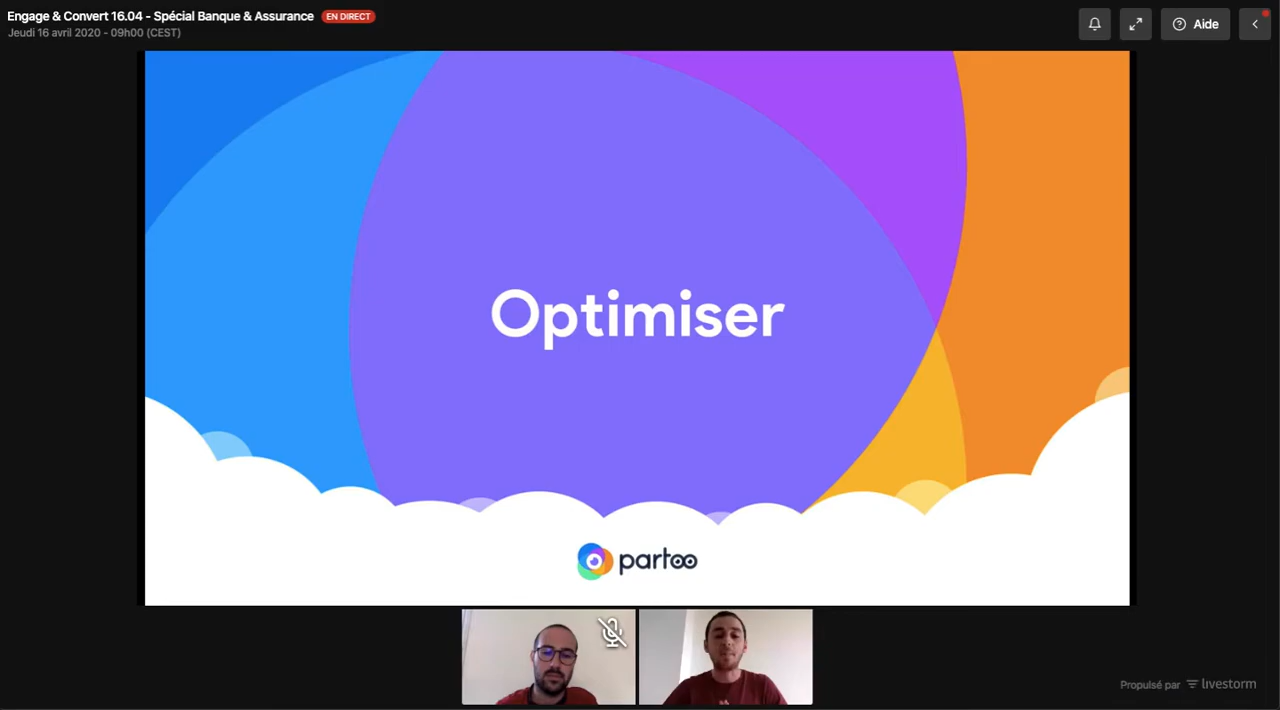 Engage & Convert 16.04 - Spécial Banque & Assurance EN DIRECT
Jeudi 16 avril 2020 - 09h00 (CEST)
Aide
Optimiser
partoo
Propulsé par livestorm